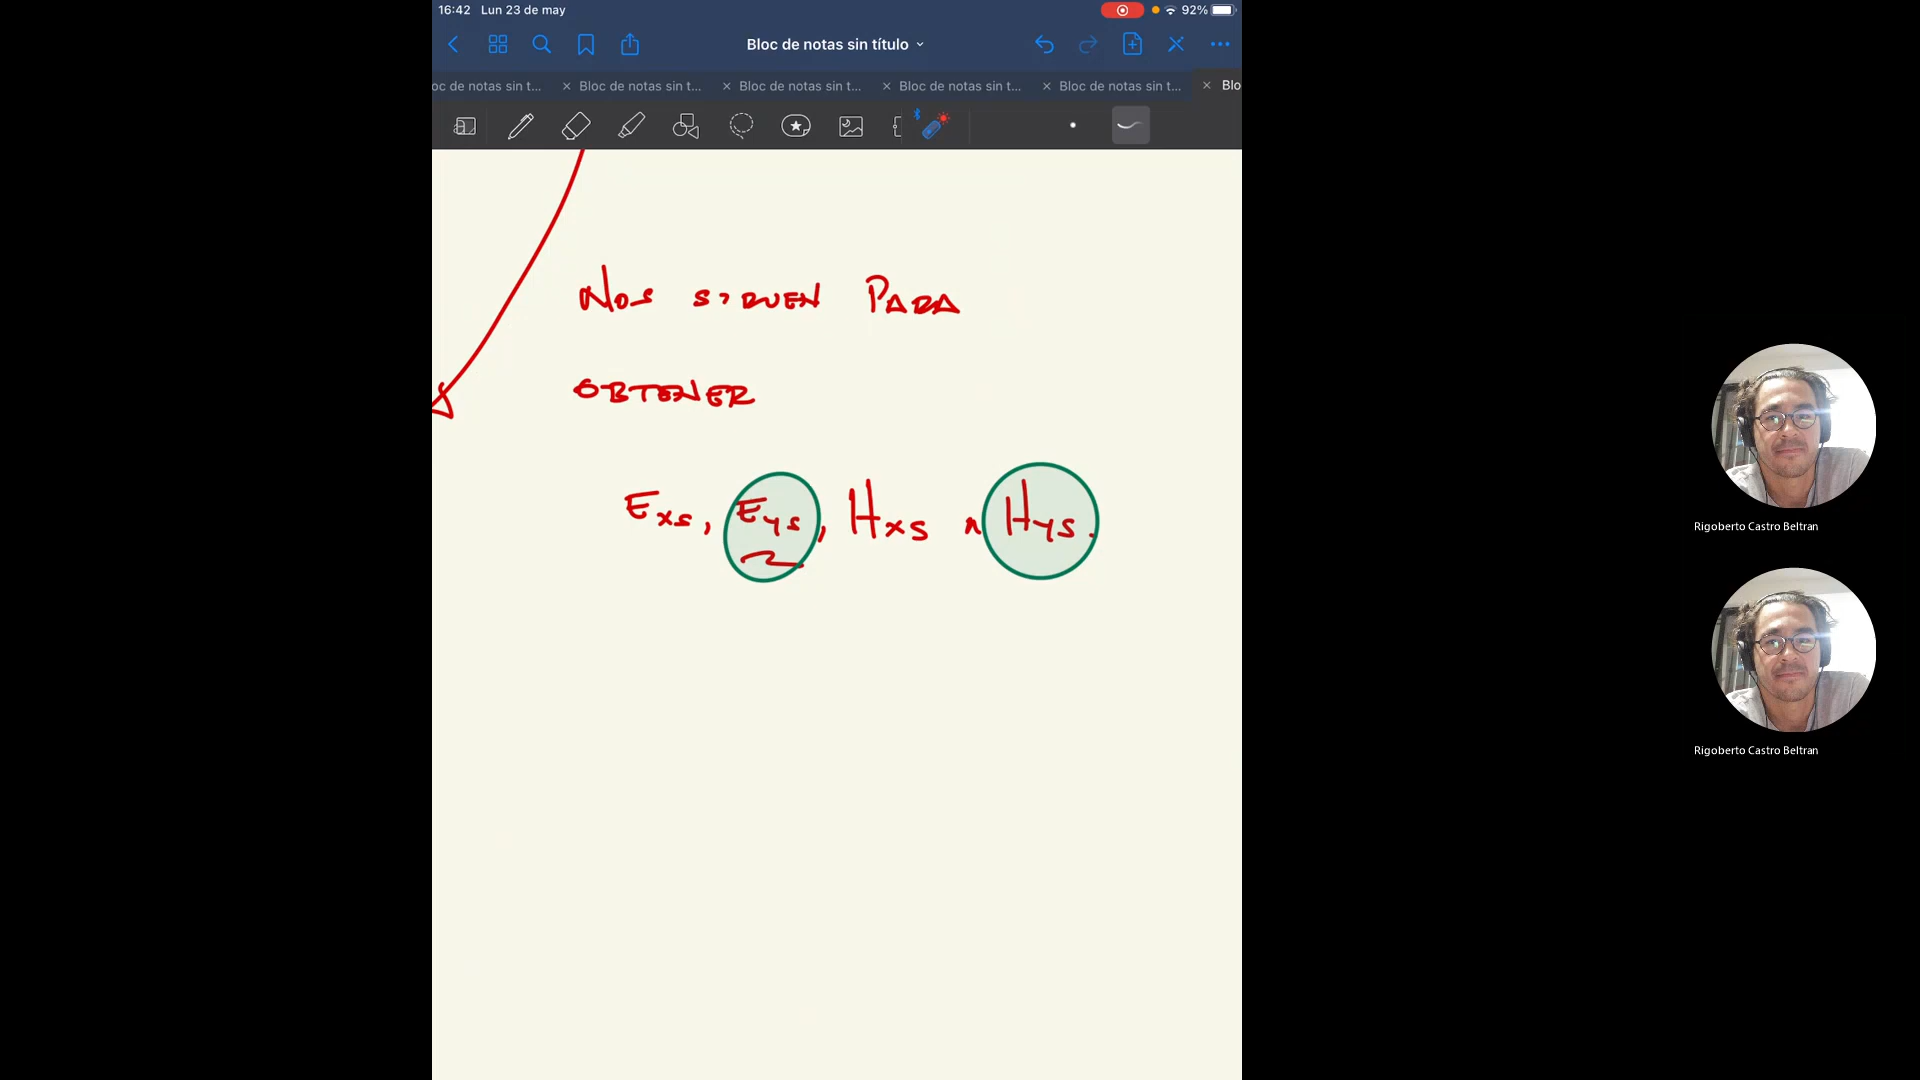 16:42 Lun 23 de may 92%
Bloc de notas sin título
oc de notas sin t... Bloc de notas sin t... Bloc de notas sin t... Bloc de notas sin t... Bloc de notas sin t... Blo
NOS SIRVEN PARA
OBTENER
Exs, Eys, Hxs ^ Hys.
Rigoberto Castro Beltran
Rigoberto Castro Beltran